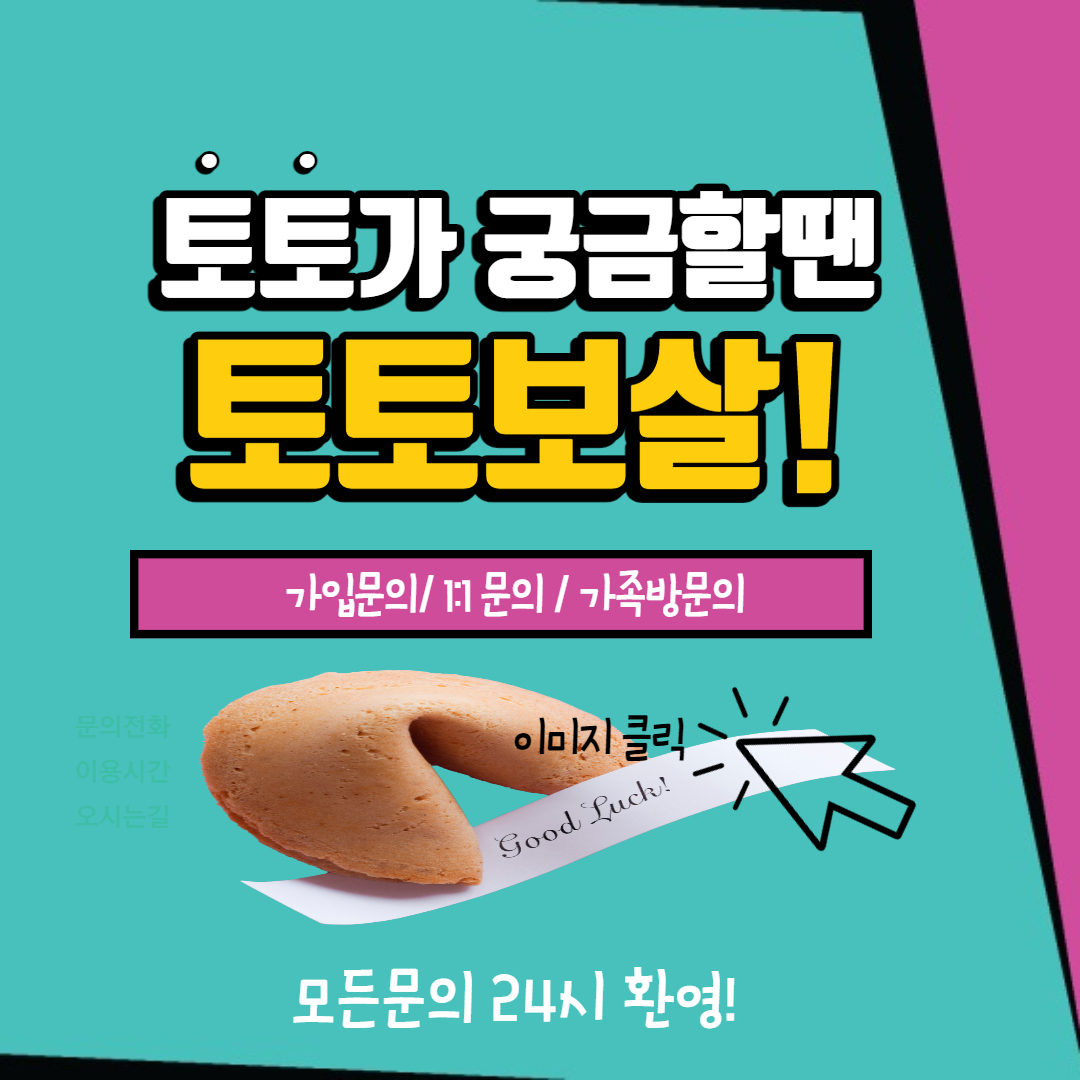 토토가 궁금할땐
토토보살!
가입문의/ 1:1 문의 / 가족방문의
문의전화
이용시간
오시는길
이미지 클릭
Good Luck!
모든문의 24시 환영!